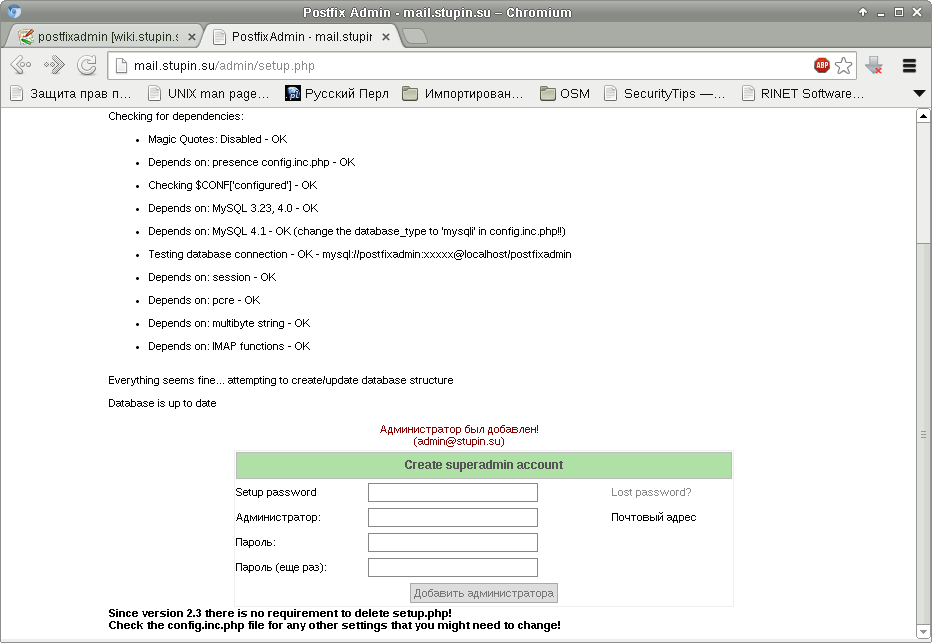 Postfix Admin - mail.stupin.su – Chromium
postfixadmin [wiki.stupin.s
Postfix Admin - mail.stupin
mail.stupin.su/admin/setup.php
ABP
Защита прав п…
UNIX man page…
Русский Перл
Импортирован…
OSM
SecurityTips —…
RINET Software…
Checking for dependencies:
• Magic Quotes: Disabled - OK
• Depends on: presence config.inc.php - OK
• Checking $CONF['configured'] - OK
• Depends on: MySQL 3.23, 4.0 - OK
• Depends on: MySQL 4.1 - OK (change the database_type to 'mysqli' in config.inc.php!!)
• Testing database connection - OK - mysql://postfixadmin:xxxxx@localhost/postfixadmin
• Depends on: session - OK
• Depends on: pcre - OK
• Depends on: multibyte string - OK
• Depends on: IMAP functions - OK
Everything seems fine... attempting to create/update database structure
Database is up to date
Администратор был добавлен!
(admin@stupin.su)
Create superadmin account
Setup password Lost password?
Администратор: Почтовый адрес
Пароль:
Пароль (еще раз):
Добавить администратора
Since version 2.3 there is no requirement to delete setup.php!
Check the config.inc.php file for any other settings that you might need to change!